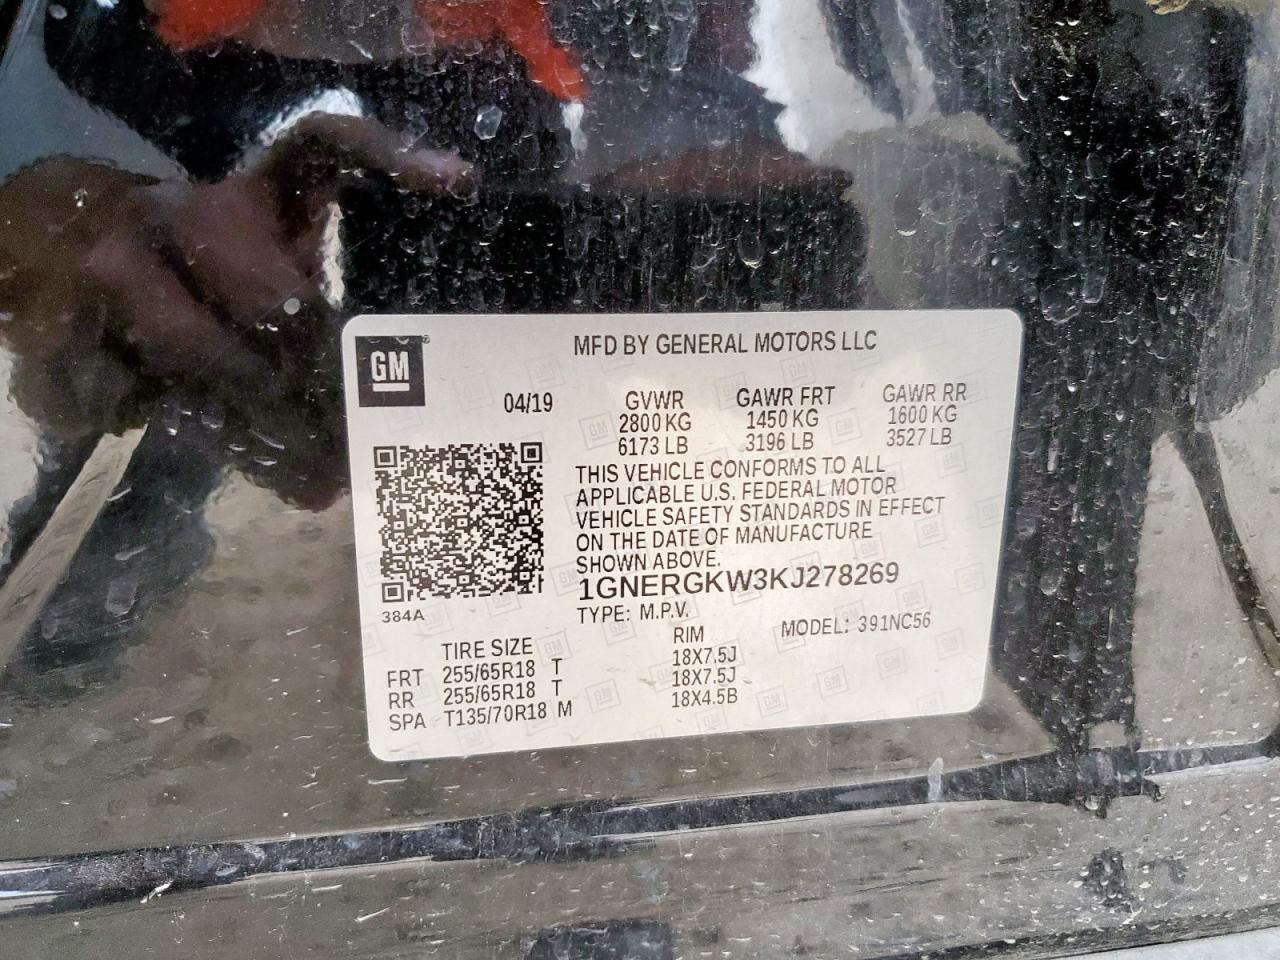 GM
MFD BY GENERAL MOTORS LLC
04/19 GVWR GAWR FRT GAWR RR
2800 KG 1450 KG 1600 KG
6173 LB 3196 LB 3527 LB
THIS VEHICLE CONFORMS TO ALL
APPLICABLE U.S. FEDERAL MOTOR
VEHICLE SAFETY STANDARDS IN EFFECT
ON THE DATE OF MANUFACTURE
SHOWN ABOVE.
1GNERGKW3KJ278269
384A
TYPE: M.P.V. MODEL: 391NC56
TIRE SIZE RIM
FRT 255/65R18 T 18X7.5J
RR 255/65R18 T 18X7.5J
SPA T135/70R18 M 18X4.5B